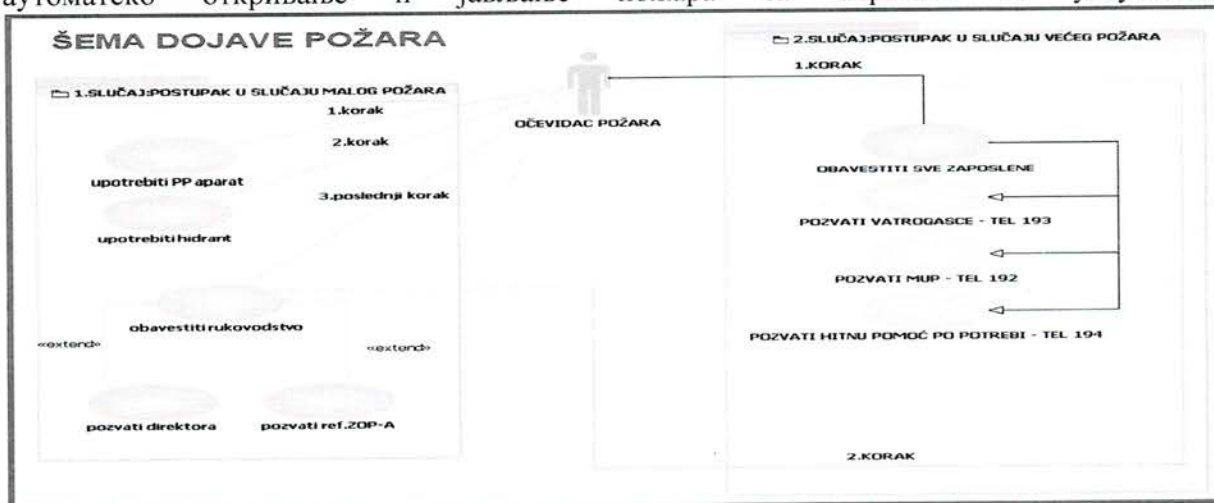 откривање и
ŠEMA DOJAVE POŽARA
1.SLUČAJ:POSTUPAK U SLUČAJU MALOG POŽARA
1.korak
2.korak
upotrebiti PP aparat
3.poslednji korak
upotrebiti hidrant
obavestiti rukovodstvo
«extend»
«extend»
pozvati direktora
pozvati ref.ZOP-A
OČEVIDAC POŽARA
2.SLUČAJ:POSTUPAK U SLUČAJU VEĆEG POŽARA
1.KORAK
OBAVESTITI SVE ZAPOSLENE
POZVATI VATROGASCE - TEL 193
POZVATI MUP - TEL 192
POZVATI HITNU POMOĆ PO POTREBI - TEL 194
2.KORAK